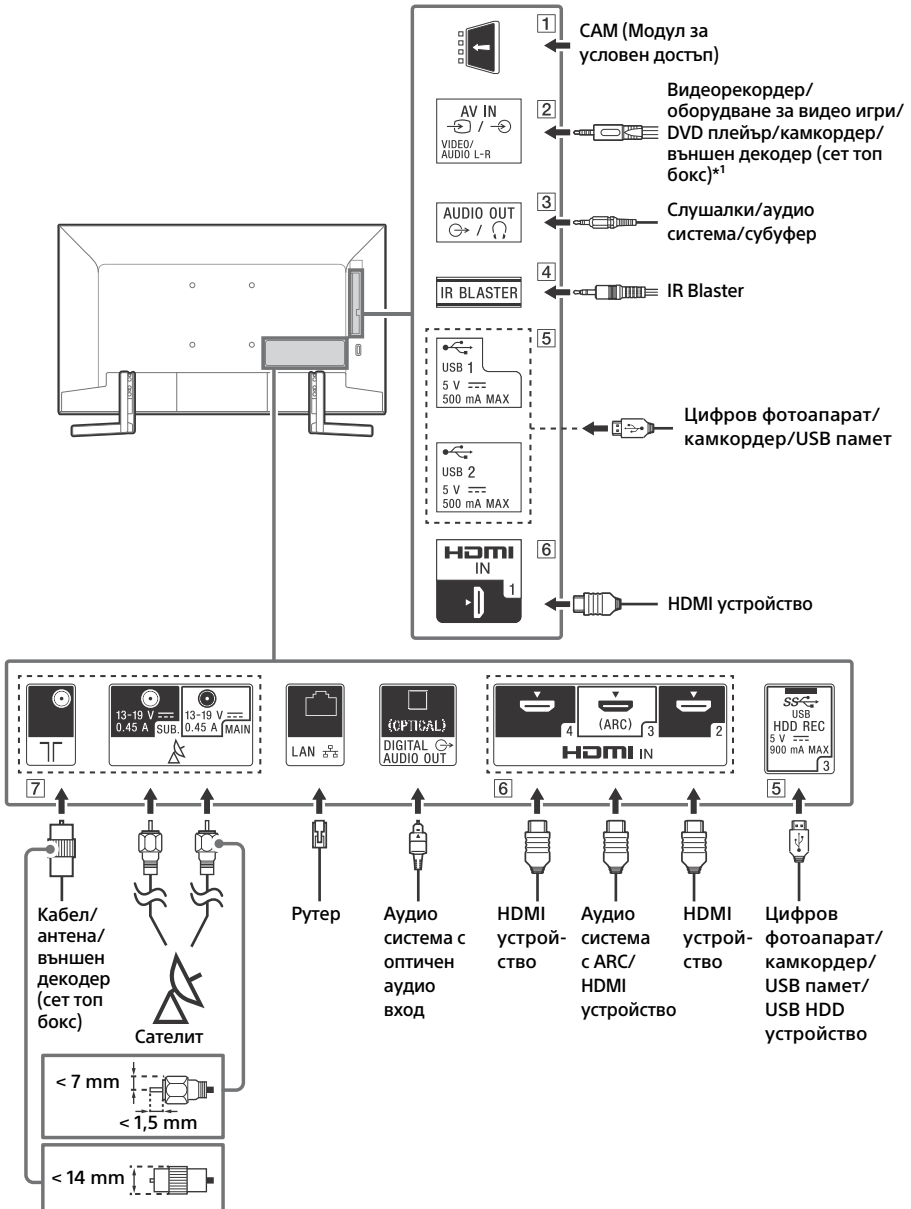 1
CAM (Модул за
условен достъп)
2
AV IN
/
VIDEO/
AUDIO L-R
Видеорекордер/
оборудване за видео игри/
DVD плейър/камкордер/
външен декодер (сет топ
бокс)*1
3
AUDIO OUT
/
Слушалки/аудио
система/субуфер
4
IR BLASTER
IR Blaster
5
USB 1
5 V
500 mA MAX
USB 2
5 V
500 mA MAX
Цифров фотоапарат/
камкордер/USB памет
6
HDMI
IN
1
HDMI устройство
13-19 V
0.45 A SUB.
13-19 V
0.45 A MAIN
LAN
(OPTICAL)
DIGITAL
AUDIO OUT
4
(ARC) 3
2
HDMI IN
SS
USB
HDD REC
5 V
900 mA MAX
3
7
6
5
Кабел/
антена/
външен
декодер
(сет топ
бокс)
Сателит
Рутер
Аудио
система с
оптичен
аудио
вход
HDMI
устрой-
ство
Аудио
система
с ARC/
HDMI
устройство
HDMI
устрой-
ство
Цифров
фотоапарат/
камкордер/
USB памет/
USB HDD
устройство
< 7 mm
< 1,5 mm
< 14 mm